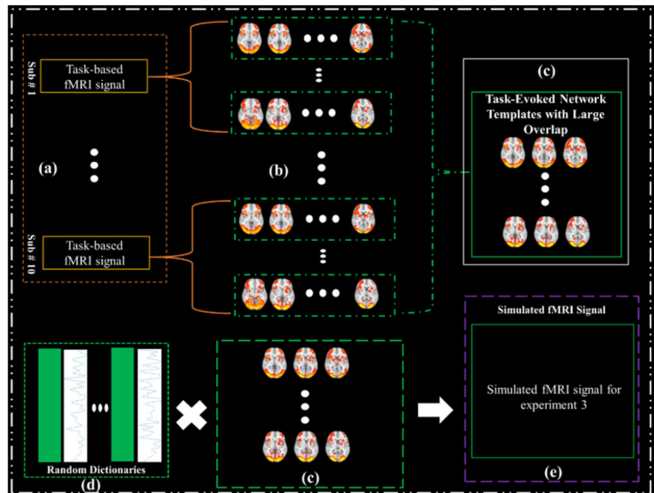 Sub # 1
Task-based
fMRI signal
(a)
Sub # 10
Task-based
fMRI signal
(b)
(c)
Task-Evoked Network
Templates with Large
Overlap
Random Dictionaries
(d)
(c)
Simulated fMRI Signal
Simulated fMRI signal for
experiment 3
(e)